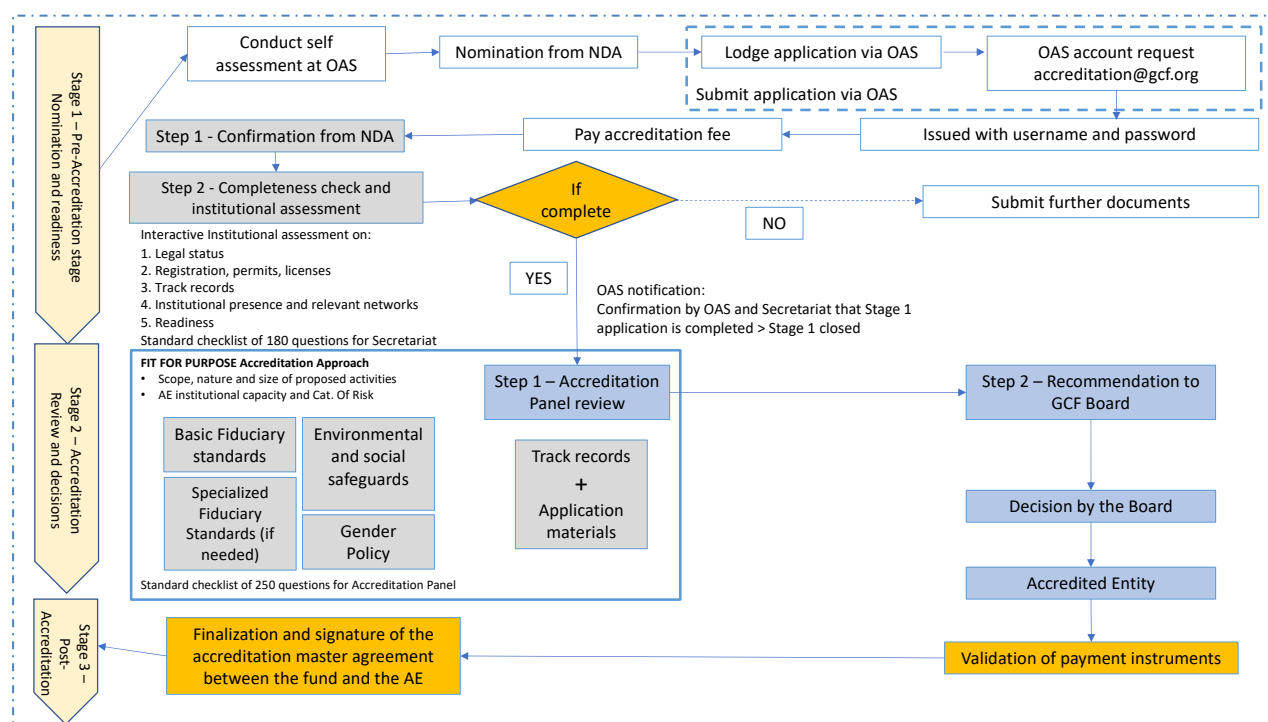 Stage 1 – Pre-Accreditation stage
Nomination and readiness
Conduct self
assessment at OAS
Nomination from NDA
Lodge application via OAS
OAS account request
accreditation@gcf.org
Submit application via OAS
Step 1 - Confirmation from NDA
Pay accreditation fee
Issued with username and password
Step 2 - Completeness check and
institutional assessment
If
complete
NO
Submit further documents
Interactive Institutional assessment on:
1. Legal status
2. Registration, permits, licenses
3. Track records
4. Institutional presence and relevant networks
5. Readiness
Standard checklist of 180 questions for Secretariat
YES
OAS notification:
Confirmation by OAS and Secretariat that Stage 1
application is completed > Stage 1 closed
Stage 2 – Accreditation
Review and decisions
FIT FOR PURPOSE Accreditation Approach
• Scope, nature and size of proposed activities
• AE institutional capacity and Cat. Of Risk
Basic Fiduciary
standards
Environmental
and social
safeguards
Specialized
Fiduciary
Standards (if
needed)
Gender
Policy
Standard checklist of 250 questions for Accreditation Panel
Step 1 – Accreditation
Panel review
Track records
+
Application
materials
Step 2 – Recommendation to
GCF Board
Decision by the Board
Accredited Entity
Stage 3 –
Post-
Accreditation
Finalization and signature of the
accreditation master agreement
between the fund and the AE
Validation of payment instruments